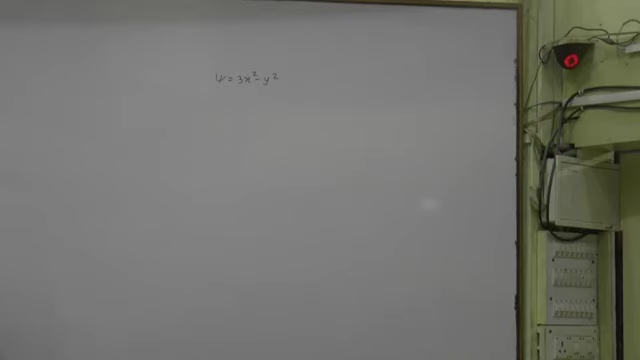 ψ = 3x² - y²